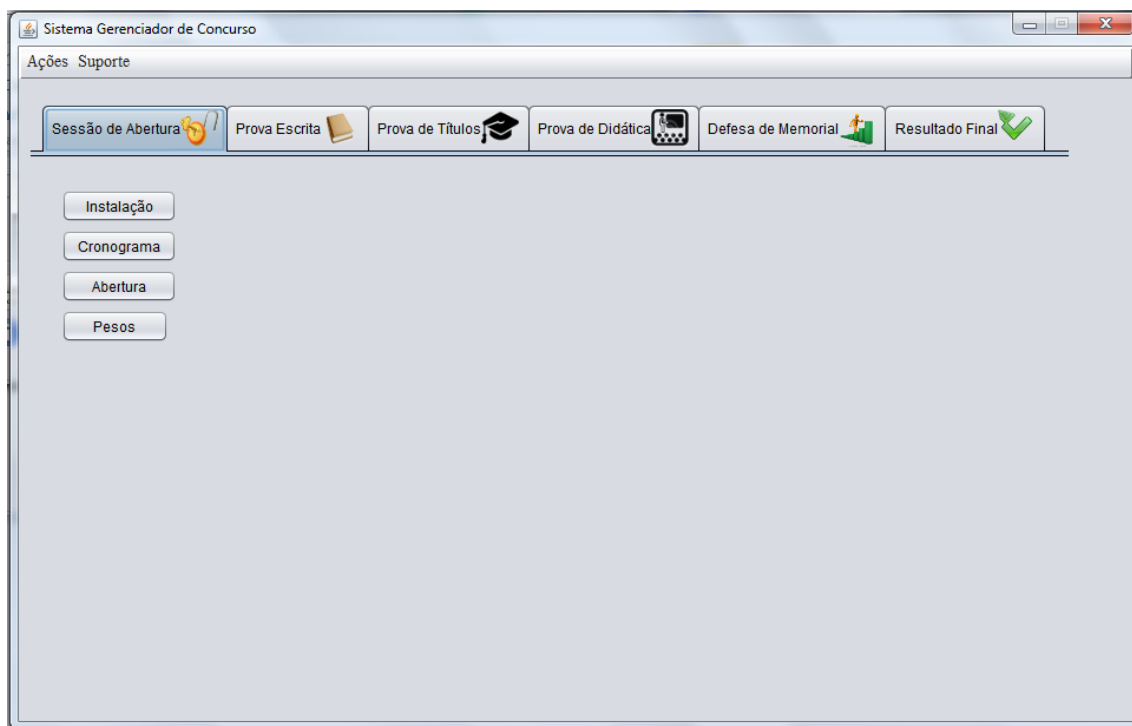 Sistema Gerenciador de Concurso
Ações Suporte
Sessão de Abertura Prova Escrita Prova de Títulos Prova de Didática Defesa de Memorial Resultado Final
Instalação
Cronograma
Abertura
Pesos